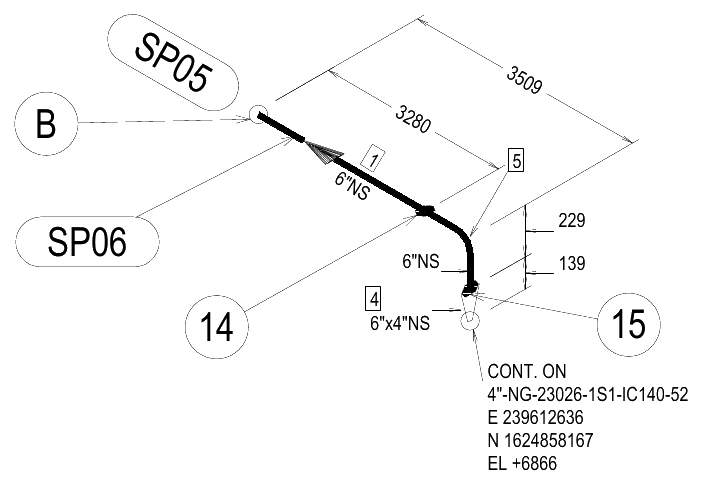 SP05
3509
B
3280
1
5
6"NS
SP06
229
6"NS
139
4
14
15
6"x4"NS
CONT. ON
4"-NG-23026-1S1-IC140-52
E 239612636
N 1624858167
EL +6866